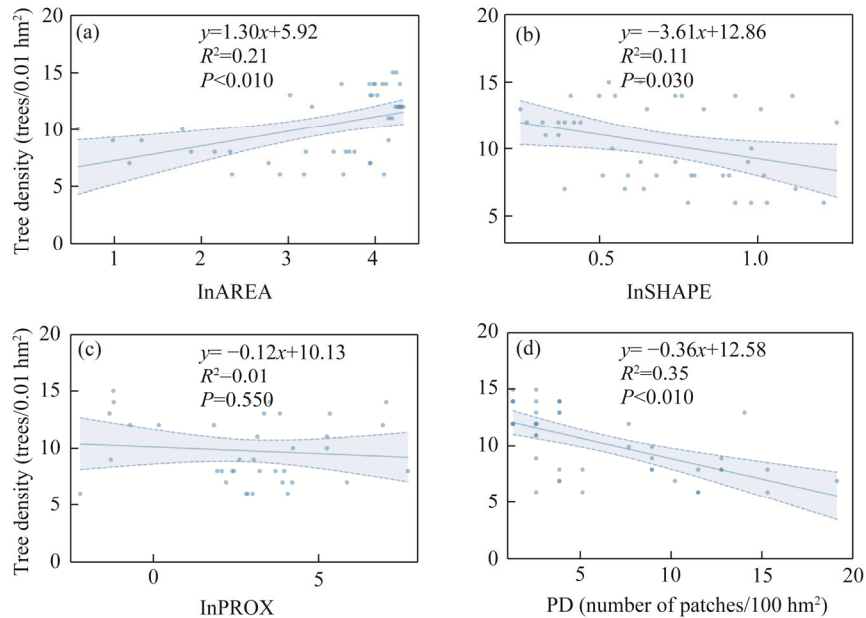 (a)
y=1.30x+5.92
R²=0.21
P<0.010
20
15
10
5
0
1 2 3 4
Tree density (trees/0.01 hm²)
InAREA
(b)
y= −3.61x+12.86
R²=0.11
P=0.030
20
15
10
5
0.5 1.0
InSHAPE
(c)
y= −0.12x+10.13
R²−0.01
P=0.550
20
15
10
5
0
0 5
Tree density (trees/0.01 hm²)
InPROX
(d)
y= −0.36x+12.58
R²=0.35
P<0.010
20
15
10
5
0
5 10 15 20
PD (number of patches/100 hm²)